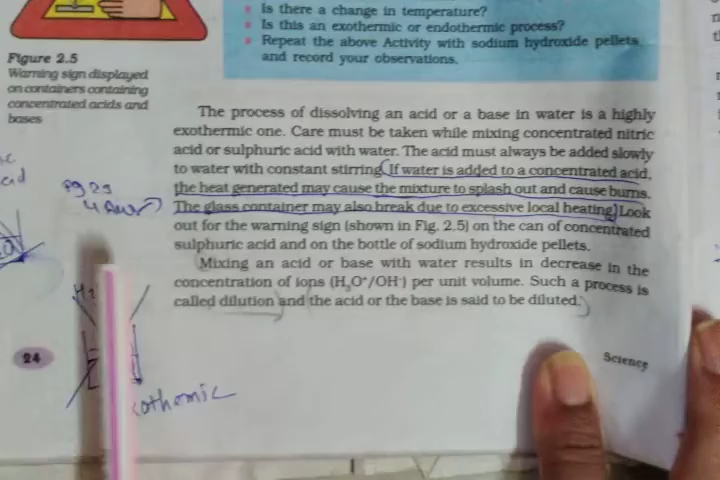 Is there a change in temperature?
Is this an exothermic or endothermic process?
Repeat the above Activity with sodium hydroxide pellets
and record your observations.
Figure 2.5
Warning sign displayed
on containers containing
concentrated acids and
bases
The process of dissolving an acid or a base in water is a highly
exothermic one. Care must be taken while mixing concentrated nitric
acid or sulphuric acid with water. The acid must always be added slowly
to water with constant stirring. If water is added to a concentrated acid,
the heat generated may cause the mixture to splash out and cause burns.
The glass container may also break due to excessive local heating. Look
out for the warning sign (shown in Fig. 2.5) on the can of concentrated
sulphuric acid and on the bottle of sodium hydroxide pellets.
Mixing an acid or base with water results in decrease in the
concentration of ions (H₃O⁺/OH⁻) per unit volume. Such a process is
called dilution and the acid or the base is said to be diluted.
Pg 29
4 Ans
24
Science